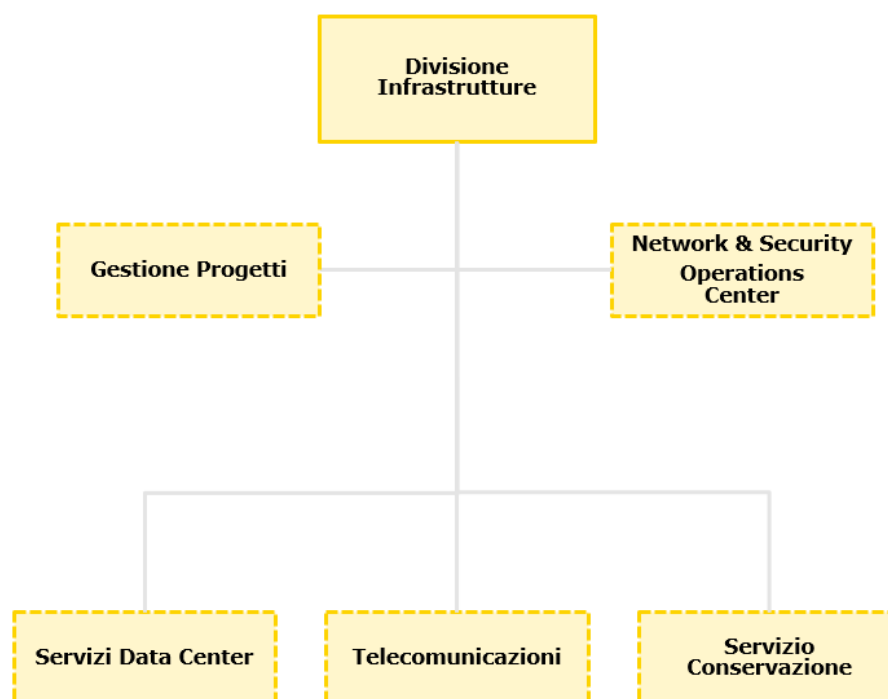 Divisione
Infrastrutture
Gestione Progetti
Network & Security
Operations
Center
Servizi Data Center
Telecomunicazioni
Servizio
Conservazione